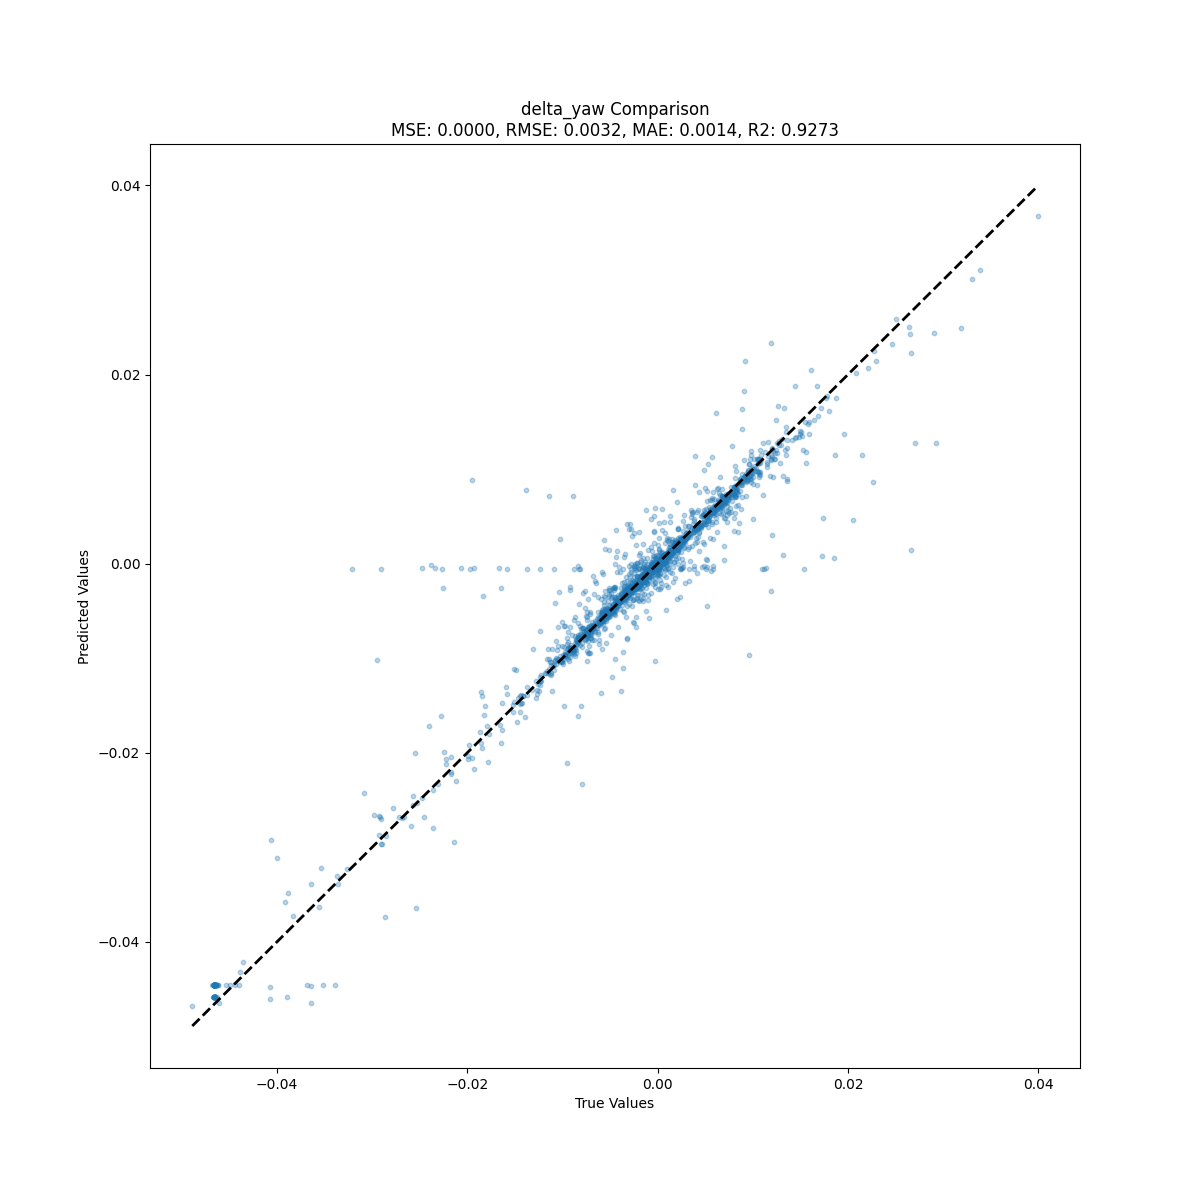 delta_yaw Comparison
MSE: 0.0000, RMSE: 0.0032, MAE: 0.0014, R2: 0.9273
0.04
0.02
0.00
−0.02
−0.04
Predicted Values
−0.04 −0.02 0.00 0.02 0.04
True Values